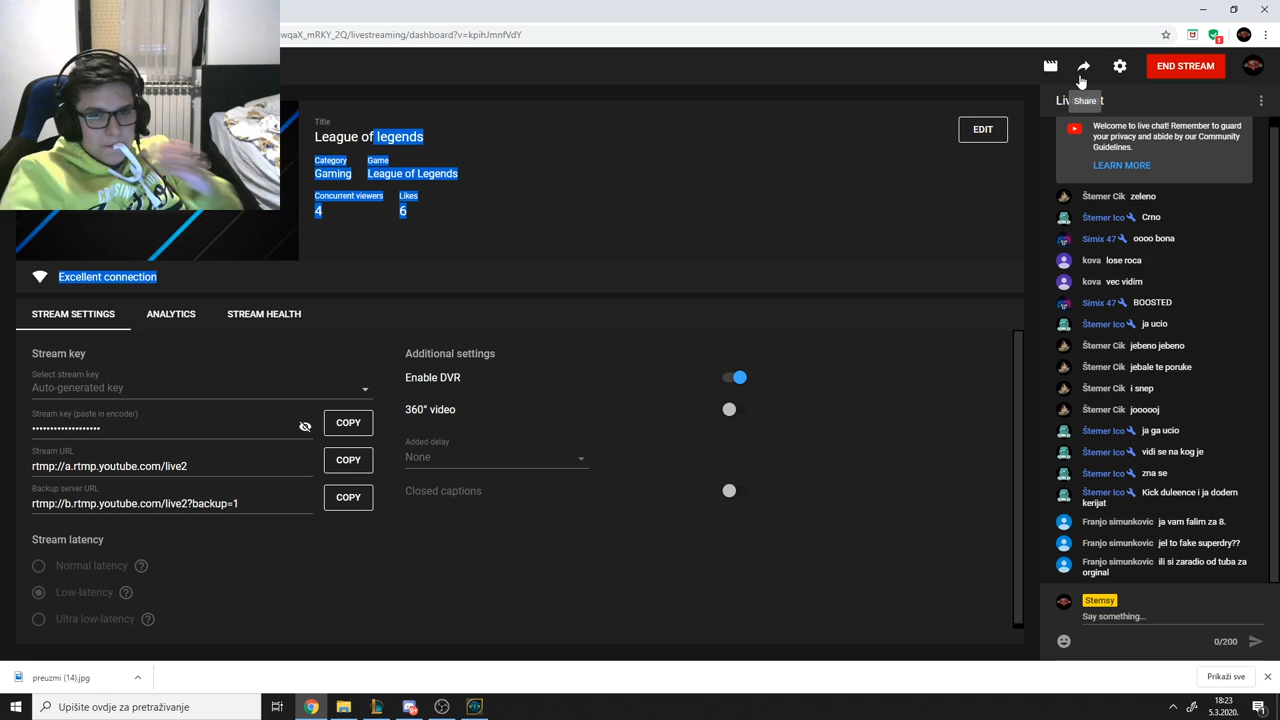 wqaX_mRKY_2Q/livestreaming/dashboard?v=kpihJmnfVdY
1
END STREAM
Share
Title
League of legends
EDIT
Category
Game
Gaming
League of Legends
Concurrent viewers
Likes
4
6
Excellent connection
STREAM SETTINGS
ANALYTICS
STREAM HEALTH
Stream key
Select stream key
Auto-generated key
Stream key (paste in encoder)
••••••••••••••••••••
COPY
Stream URL
rtmp://a.rtmp.youtube.com/live2
COPY
Backup server URL
rtmp://b.rtmp.youtube.com/live2?backup=1
COPY
Stream latency
Normal latency
Low-latency
Ultra low-latency
Additional settings
Enable DVR
360° video
Added delay
None
Closed captions
Welcome to live chat! Remember to guard
your privacy and abide by our Community
Guidelines.
LEARN MORE
Štemer Cik zeleno
Štemer Ico Crno
Simix 47 oooo bona
kova lose roca
kova vec vidim
Simix 47 BOOSTED
Štemer Ico ja ucio
Štemer Cik jebeno jebeno
Štemer Cik jebale te poruke
Štemer Cik i snep
Štemer Cik joooooj
Štemer Ico ja ga ucio
Štemer Ico vidi se na kog je
Štemer Ico zna se
Štemer Ico Kick duleence i ja dodem
kerijat
Franjo simunkovic ja vam falim za 8.
Franjo simunkovic jel to fake superdry??
Franjo simunkovic ili si zaradio od tuba za
orginal
Stemsy
Say something...
0/200
preuzmi (14).jpg
Prikaži sve
Upišite ovdje za pretraživanje
18:23
5.3.2020.
1